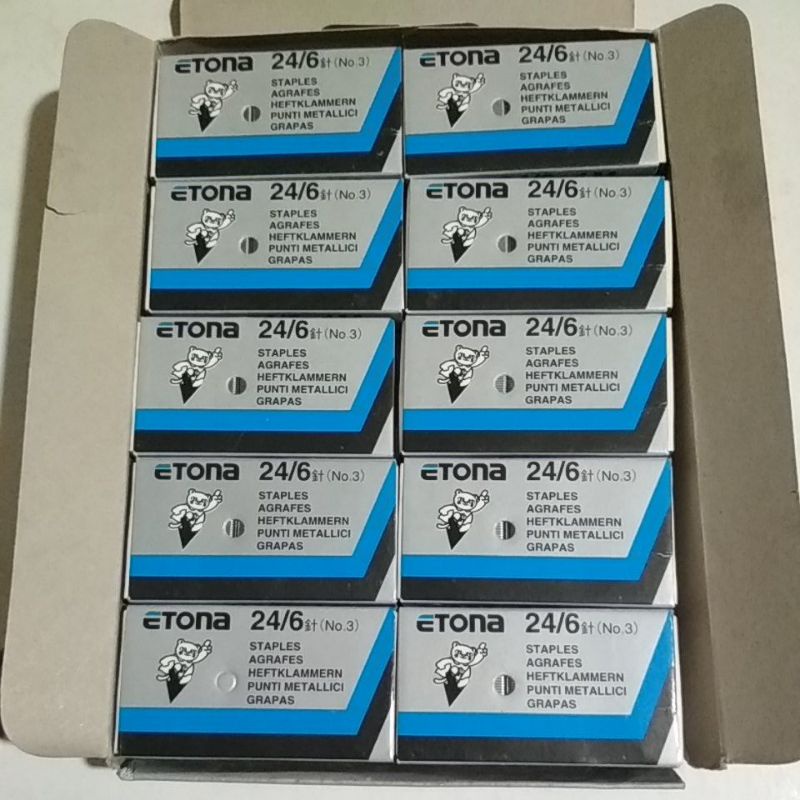 ETONA 24/6針(No.3)
STAPLES
AGRAFES
HEFTKLAMMERN
PUNTI METALLICI
GRAPAS
ETONA 24/6針(No.3)
STAPLES
AGRAFES
HEFTKLAMMERN
PUNTI METALLICI
GRAPAS
ETONA 24/6針(No.3)
STAPLES
AGRAFES
HEFTKLAMMERN
PUNTI METALLICI
GRAPAS
ETONA 24/6針(No.3)
STAPLES
AGRAFES
HEFTKLAMMERN
PUNTI METALLICI
GRAPAS
ETONA 24/6針(No.3)
STAPLES
AGRAFES
HEFTKLAMMERN
PUNTI METALLICI
GRAPAS
ETONA 24/6針(No.3)
STAPLES
AGRAFES
HEFTKLAMMERN
PUNTI METALLICI
GRAPAS
ETONA 24/6針(No.3)
STAPLES
AGRAFES
HEFTKLAMMERN
PUNTI METALLICI
GRAPAS
ETONA 24/6針(No.3)
STAPLES
AGRAFES
HEFTKLAMMERN
PUNTI METALLICI
GRAPAS
ETONA 24/6針(No.3)
STAPLES
AGRAFES
HEFTKLAMMERN
PUNTI METALLICI
GRAPAS
ETONA 24/6針(No.3)
STAPLES
AGRAFES
HEFTKLAMMERN
PUNTI METALLICI
GRAPAS